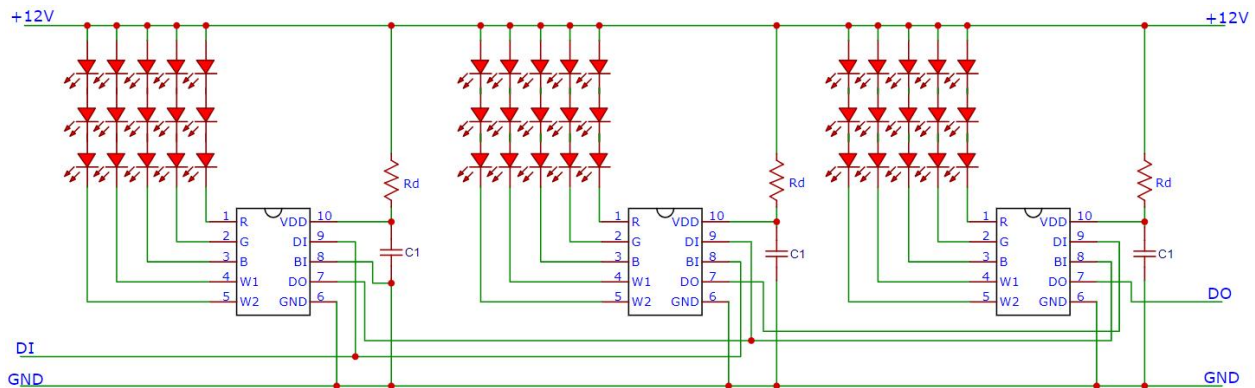 +12V +12V
Rd Rd Rd
1 R VDD 10 1 R VDD 10 1 R VDD 10
2 G DI 9 2 G DI 9 2 G DI 9
C1 C1 C1
3 B BI 8 3 B BI 8 3 B BI 8
4 W1 DO 7 4 W1 DO 7 4 W1 DO 7
DO
5 W2 GND 6 5 W2 GND 6 5 W2 GND 6
DI
GND GND